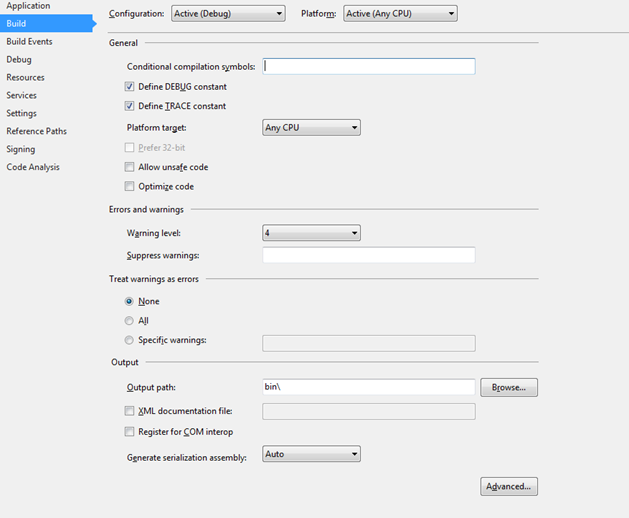 Application
Build
Build Events
Debug
Resources
Services
Settings
Reference Paths
Signing
Code Analysis
Configuration: Active (Debug) Platform: Active (Any CPU)
General
Conditional compilation symbols:
Define DEBUG constant
Define TRACE constant
Platform target: Any CPU
Prefer 32-bit
Allow unsafe code
Optimize code
Errors and warnings
Warning level: 4
Suppress warnings:
Treat warnings as errors
None
All
Specific warnings:
Output
Output path: bin\ Browse...
XML documentation file:
Register for COM interop
Generate serialization assembly: Auto
Advanced...